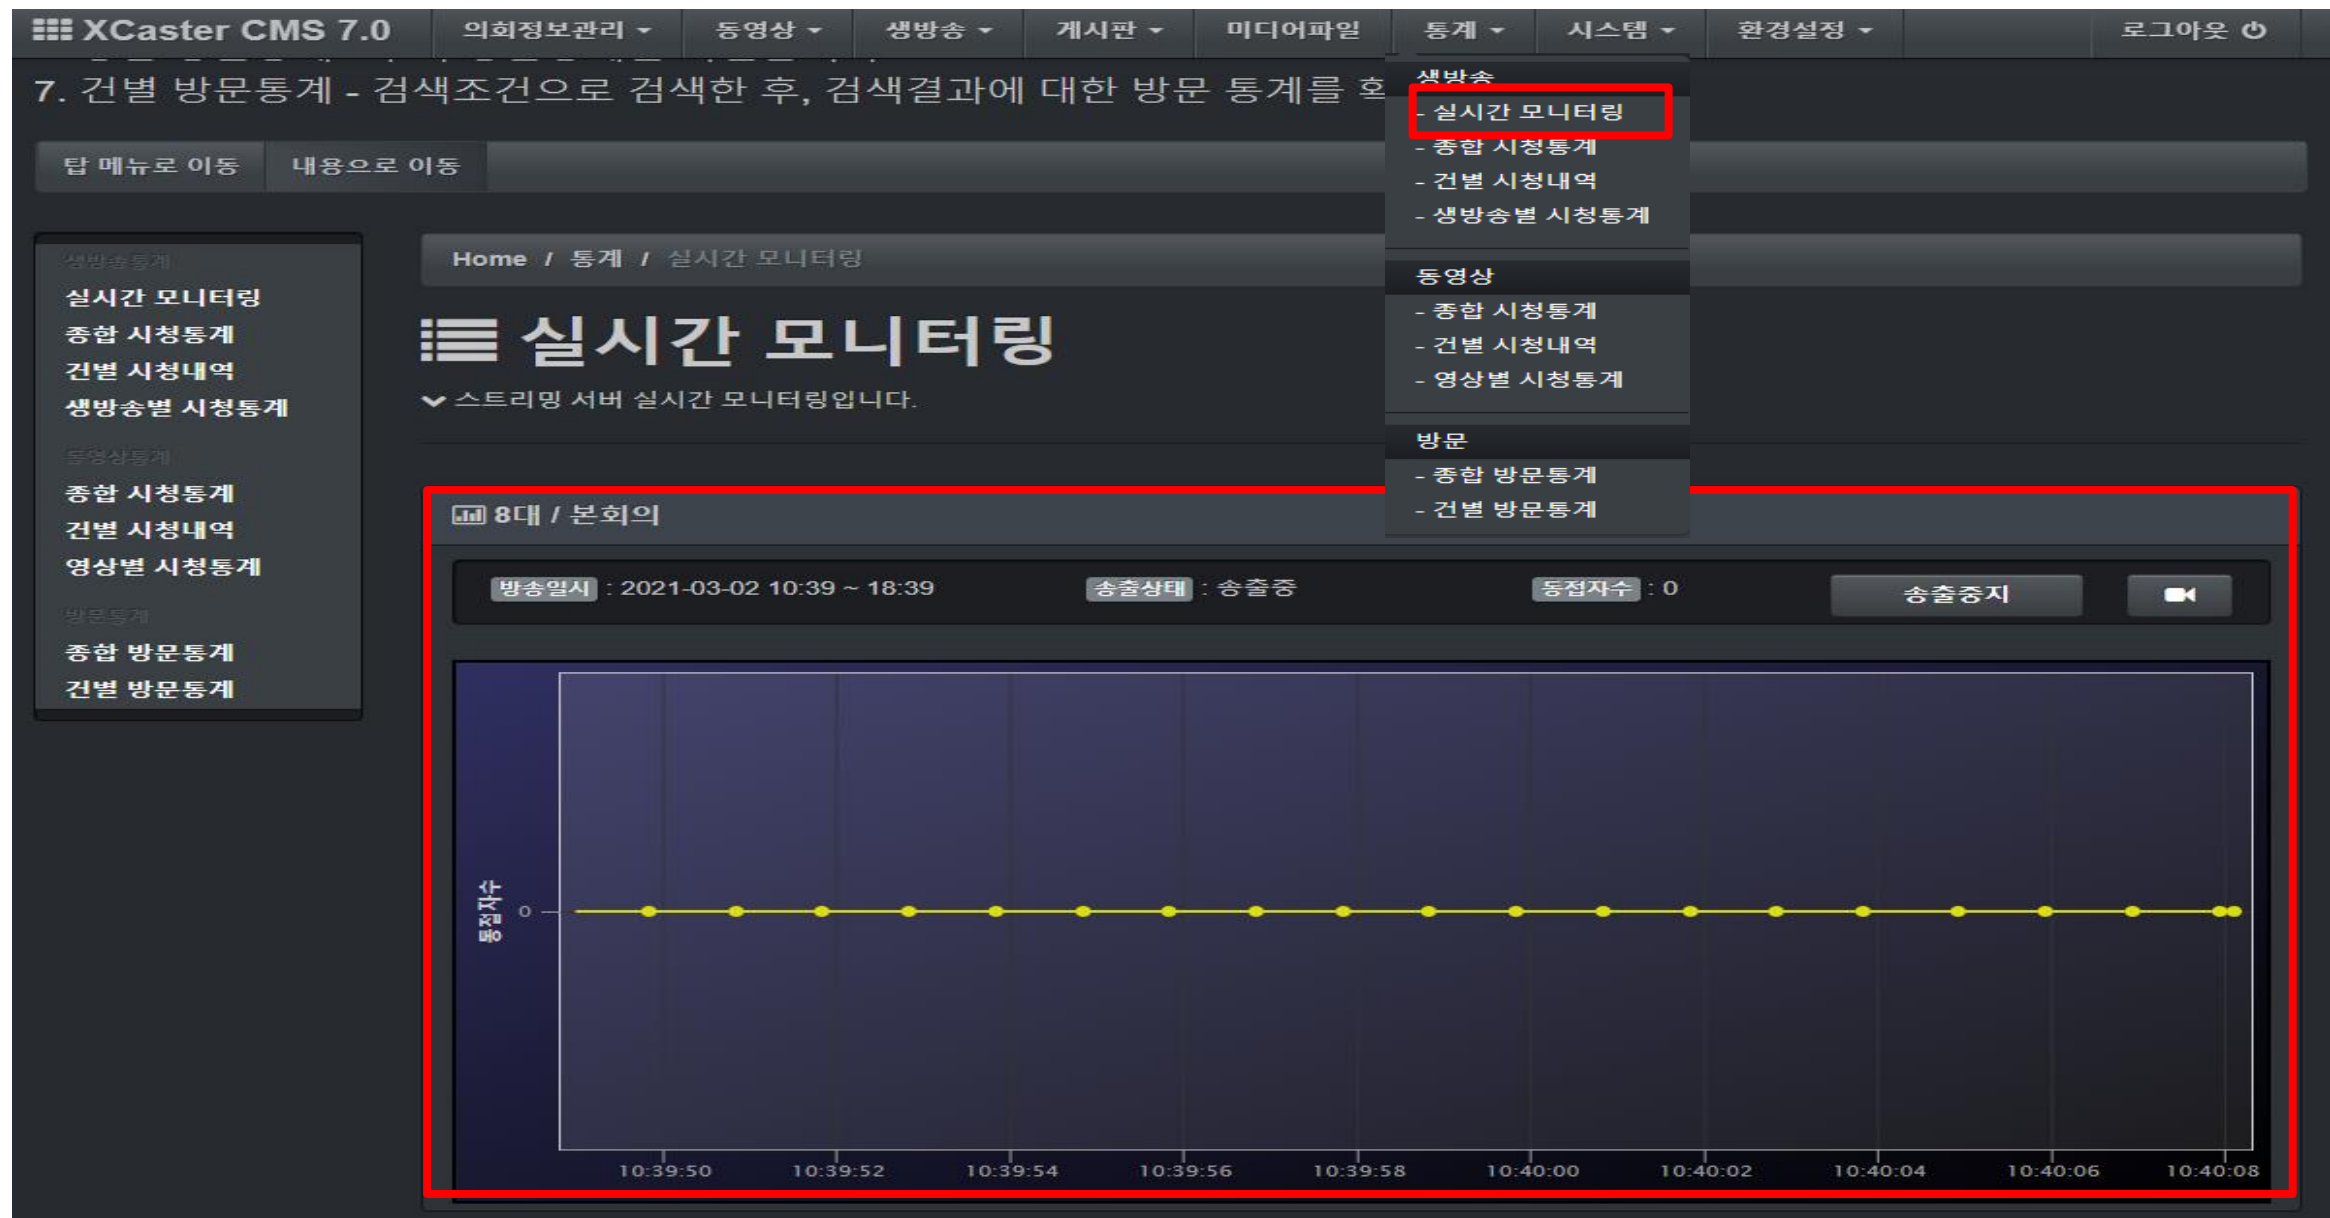 XCaster CMS 7.0 의회정보관리 동영상 생방송 게시판 미디어파일 통계 시스템 환경설정 로그아웃
7. 건별 방문통계 - 검색조건으로 검색한 후, 검색결과에 대한 방문 통계를
생방송
- 실시간 모니터링
- 종합 시청통계
- 건별 시청내역
- 생방송별 시청통계
동영상
- 종합 시청통계
- 건별 시청내역
- 영상별 시청통계
방문
- 종합 방문통계
- 건별 방문통계
탑 메뉴로 이동 내용으로 이동
생방송통계
실시간 모니터링
종합 시청통계
건별 시청내역
생방송별 시청통계
동영상통계
종합 시청통계
건별 시청내역
영상별 시청통계
방문통계
종합 방문통계
건별 방문통계
Home / 통계 / 실시간 모니터링
실시간 모니터링
스트리밍 서버 실시간 모니터링입니다.
8대 / 본회의
방송일시 : 2021-03-02 10:39 ~ 18:39 송출상태 : 송출중 동접자수 : 0 송출중지
동접자수
0
10:39:50 10:39:52 10:39:54 10:39:56 10:39:58 10:40:00 10:40:02 10:40:04 10:40:06 10:40:08